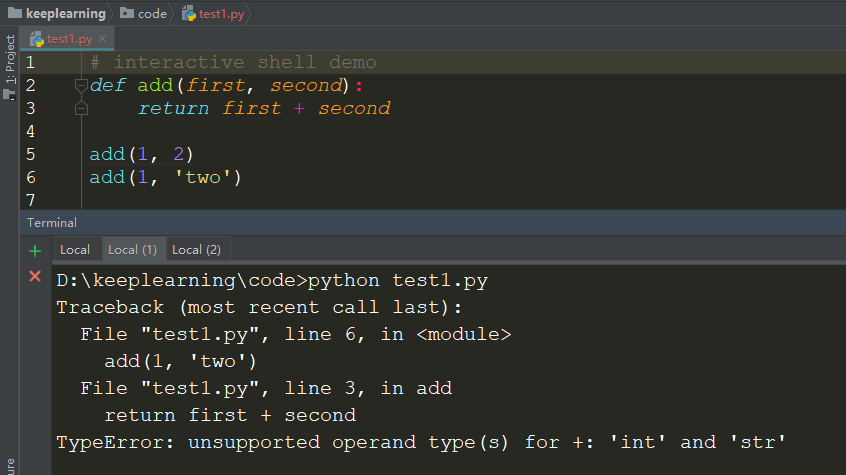 keeplearning code test1.py
test1.py
1: Project
1 # interactive shell demo
2 def add(first, second):
3 return first + second
4
5 add(1, 2)
6 add(1, 'two')
7
Terminal
Local Local (1) Local (2)
D:\keeplearning\code>python test1.py
Traceback (most recent call last):
File "test1.py", line 6, in <module>
add(1, 'two')
File "test1.py", line 3, in add
return first + second
TypeError: unsupported operand type(s) for +: 'int' and 'str'